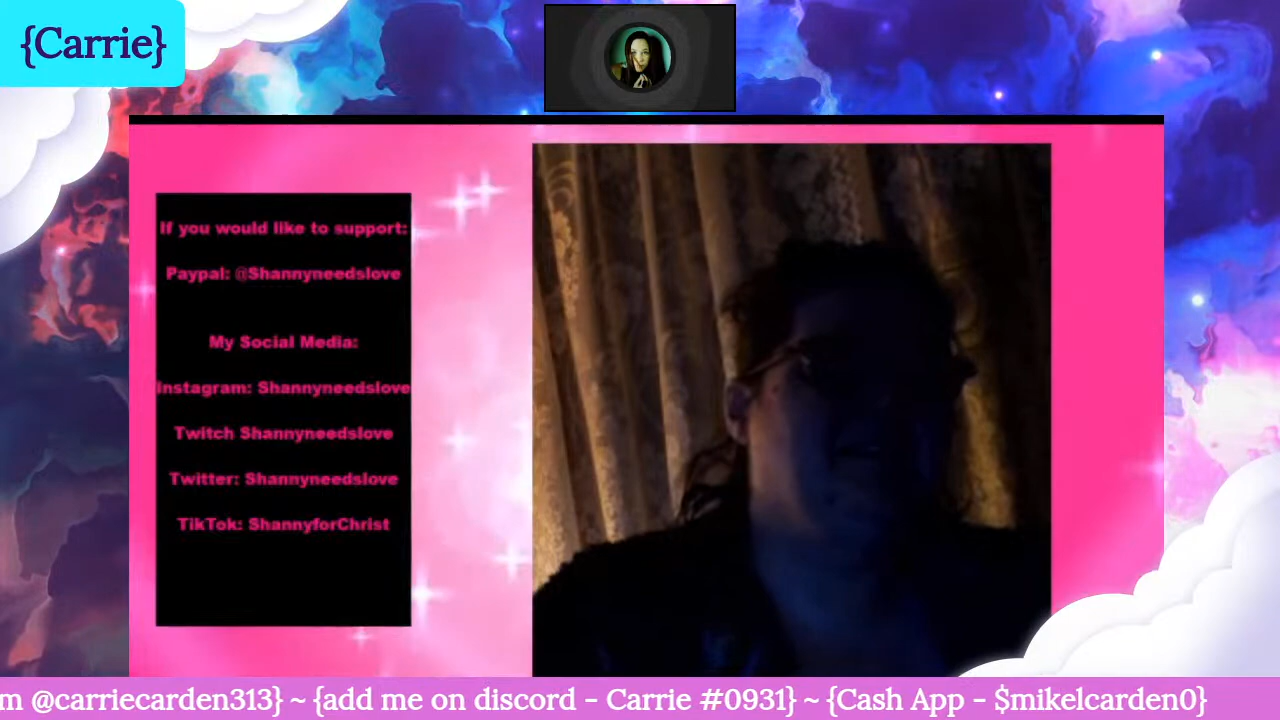 {Carrie}
If you would like to support:
Paypal: @Shannyneedslove
My Social Media:
Instagram: Shannyneedslove
Twitch Shannyneedslove
Twitter: Shannyneedslove
TikTok: ShannyforChrist
m @carriecarden313} ~ {add me on discord - Carrie #0931} ~ {Cash App - $mikelcarden0}